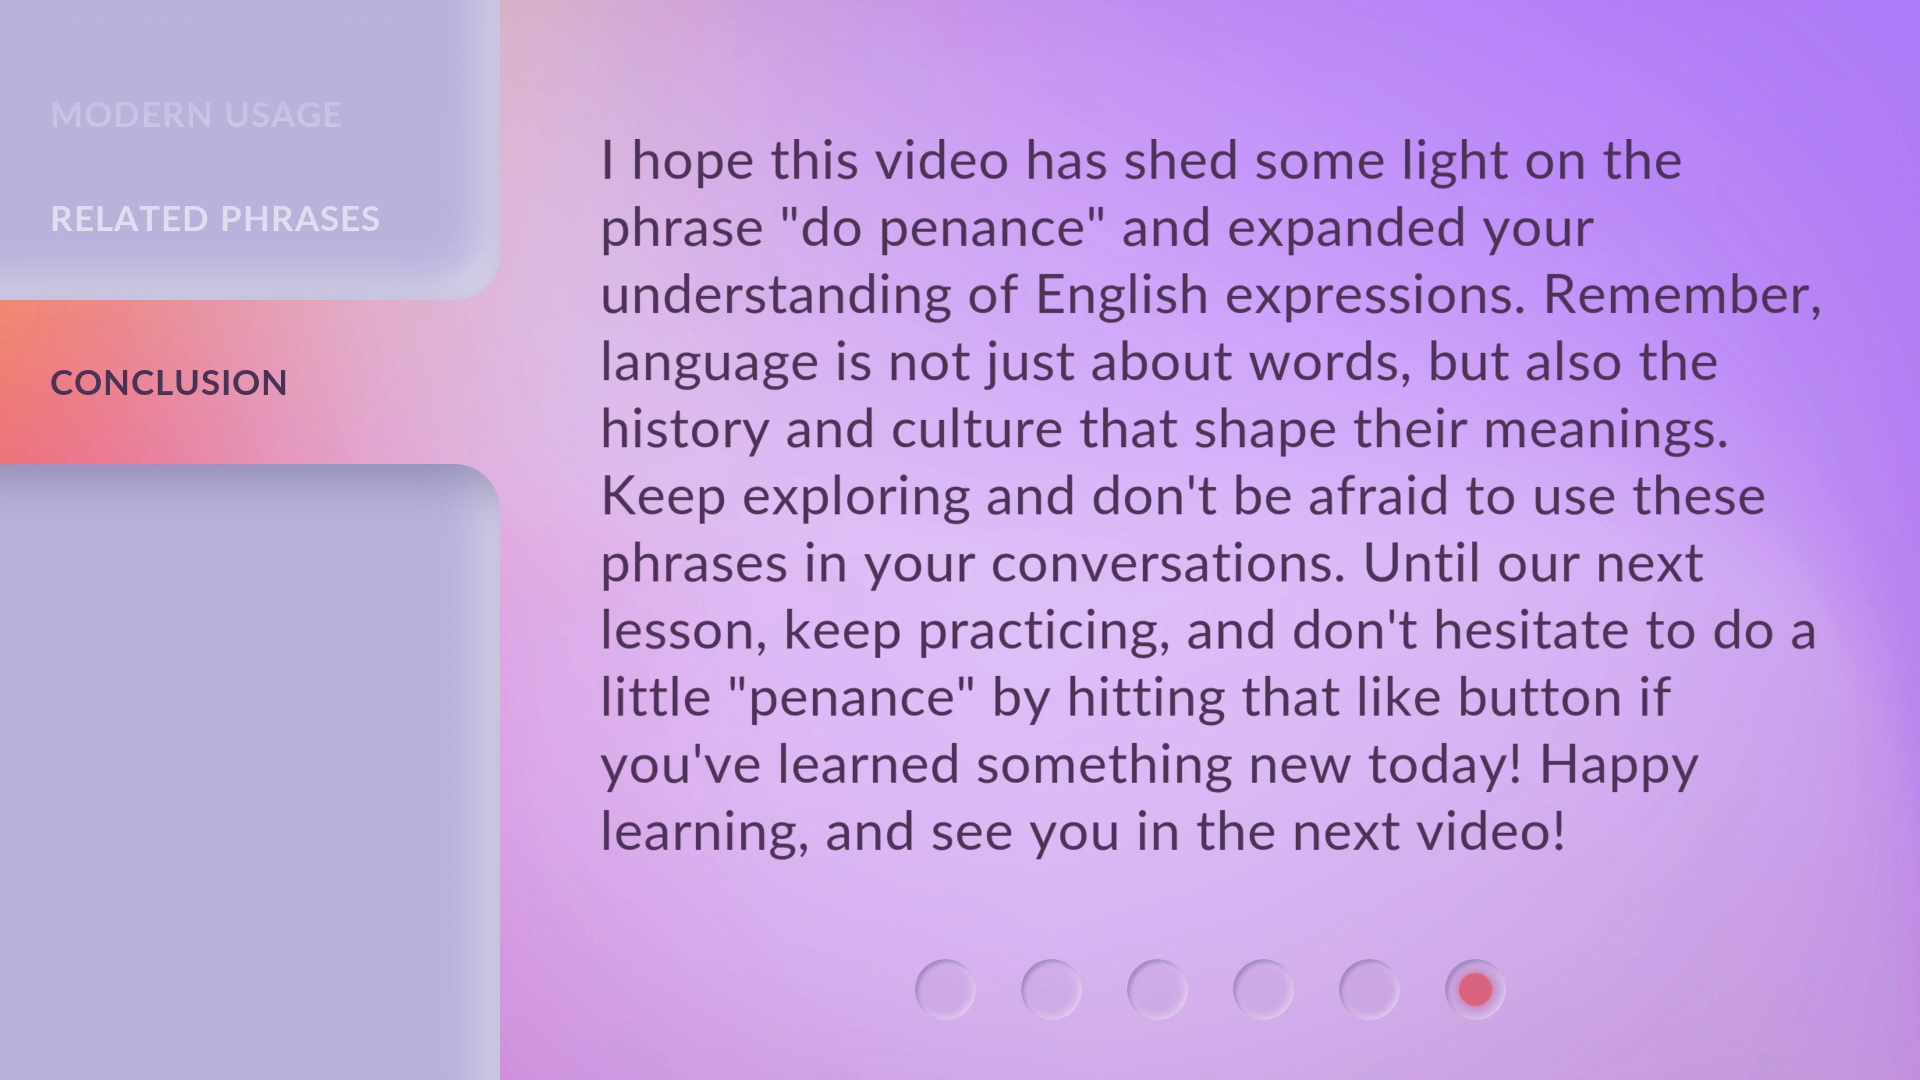 MODERN USAGE
RELATED PHRASES
CONCLUSION
I hope this video has shed some light on the
phrase "do penance" and expanded your
understanding of English expressions. Remember,
language is not just about words, but also the
history and culture that shape their meanings.
Keep exploring and don't be afraid to use these
phrases in your conversations. Until our next
lesson, keep practicing, and don't hesitate to do a
little "penance" by hitting that like button if
you've learned something new today! Happy
learning, and see you in the next video!